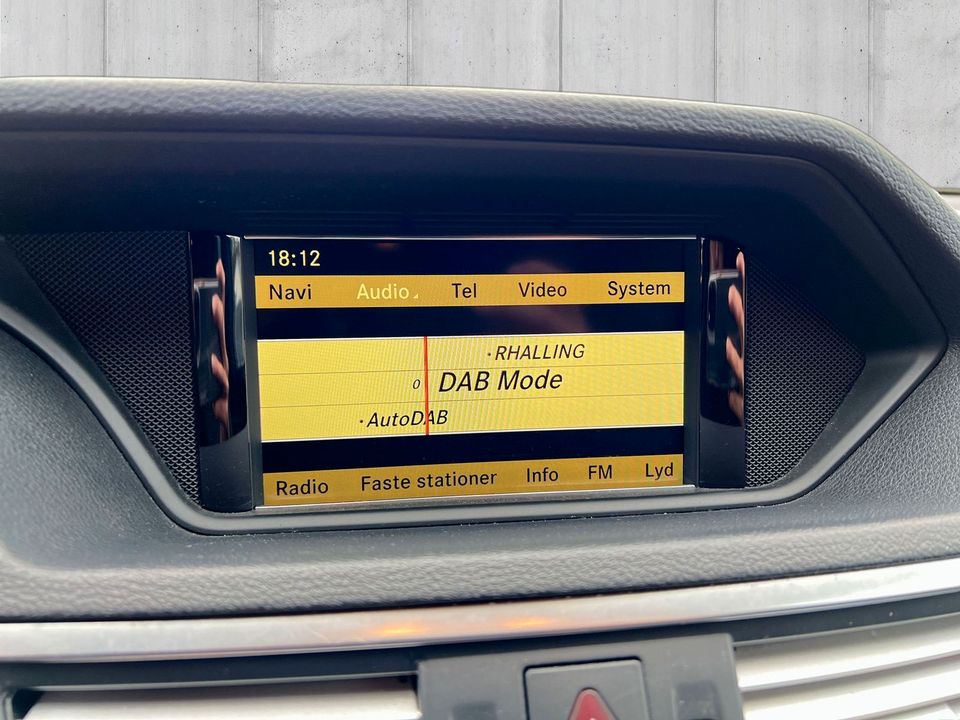 18:12
Navi Audio Tel Video System
·RHALLING
0 DAB Mode
·AutoDAB
Radio Faste stationer Info FM Lyd